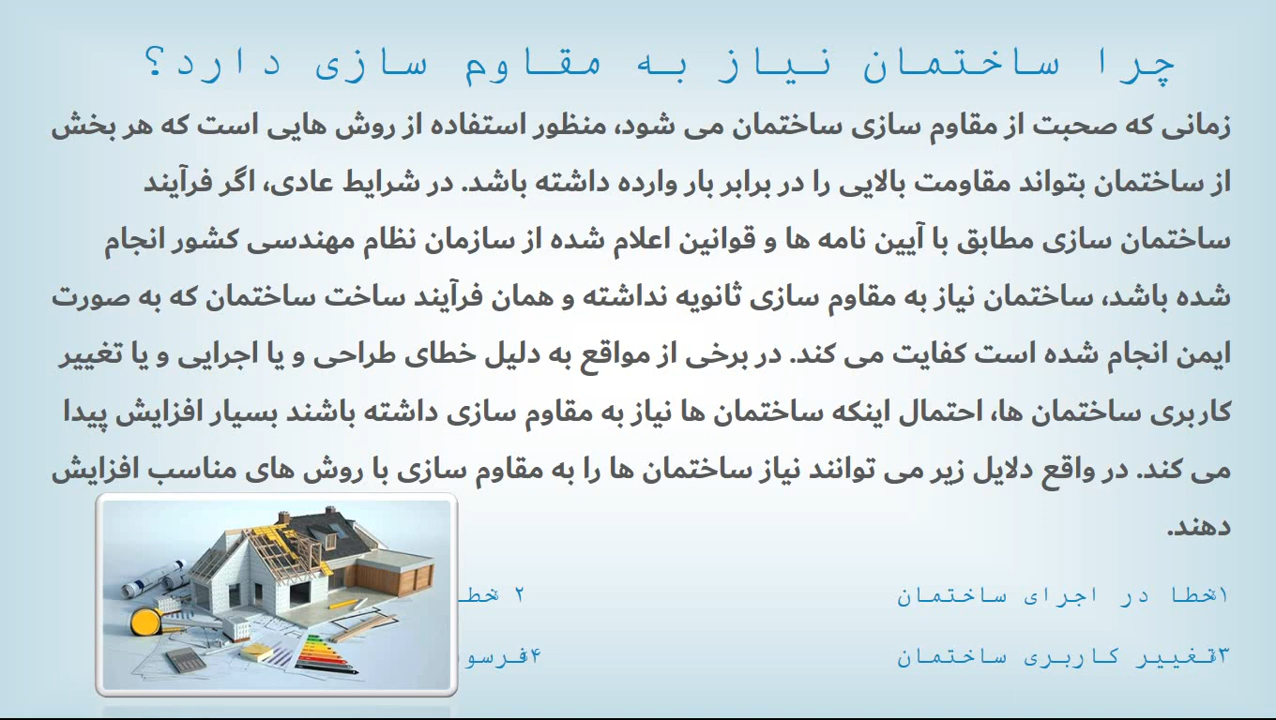 چرا ساختمان نیاز به مقاوم سازی دارد؟
زمانی که صحبت از مقاوم سازی ساختمان می شود، منظور استفاده از روش هایی است که هر بخش
از ساختمان بتواند مقاومت بالایی را در برابر بار وارده داشته باشد. در شرایط عادی، اگر فرآیند
ساختمان سازی مطابق با آیین نامه ها و قوانین اعلام شده از سازمان نظام مهندسی کشور انجام
شده باشد، ساختمان نیاز به مقاوم سازی ثانویه نداشته و همان فرآیند ساخت ساختمان که به صورت
ایمن انجام شده است کفایت می کند. در برخی از مواقع به دلیل خطای طراحی و یا اجرایی و یا تغییر
کاربری ساختمان ها، احتمال اینکه ساختمان ها نیاز به مقاوم سازی داشته باشند بسیار افزایش پیدا
می کند. در واقع دلایل زیر می توانند نیاز ساختمان ها را به مقاوم سازی با روش های مناسب افزایش
دهند.
۱خطا در اجرای ساختمان ۲
۳تغییر کاربری ساختمان ۴